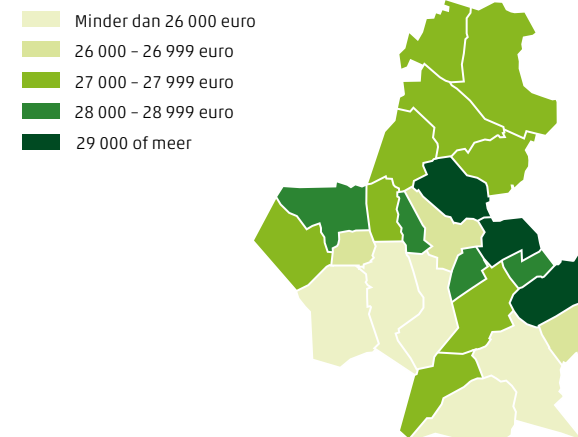 Minder dan 26 000 euro
26 000 – 26 999 euro
27 000 – 27 999 euro
28 000 – 28 999 euro
29 000 of meer